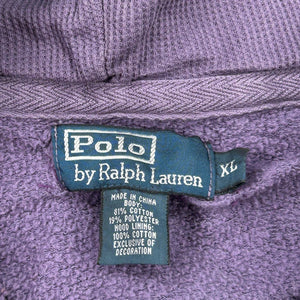 Polo
by Ralph Lauren
XL
MADE IN CHINA
BODY:
81% COTTON
19% POLYESTER
HOOD LINING:
100% COTTON
EXCLUSIVE OF
DECORATION